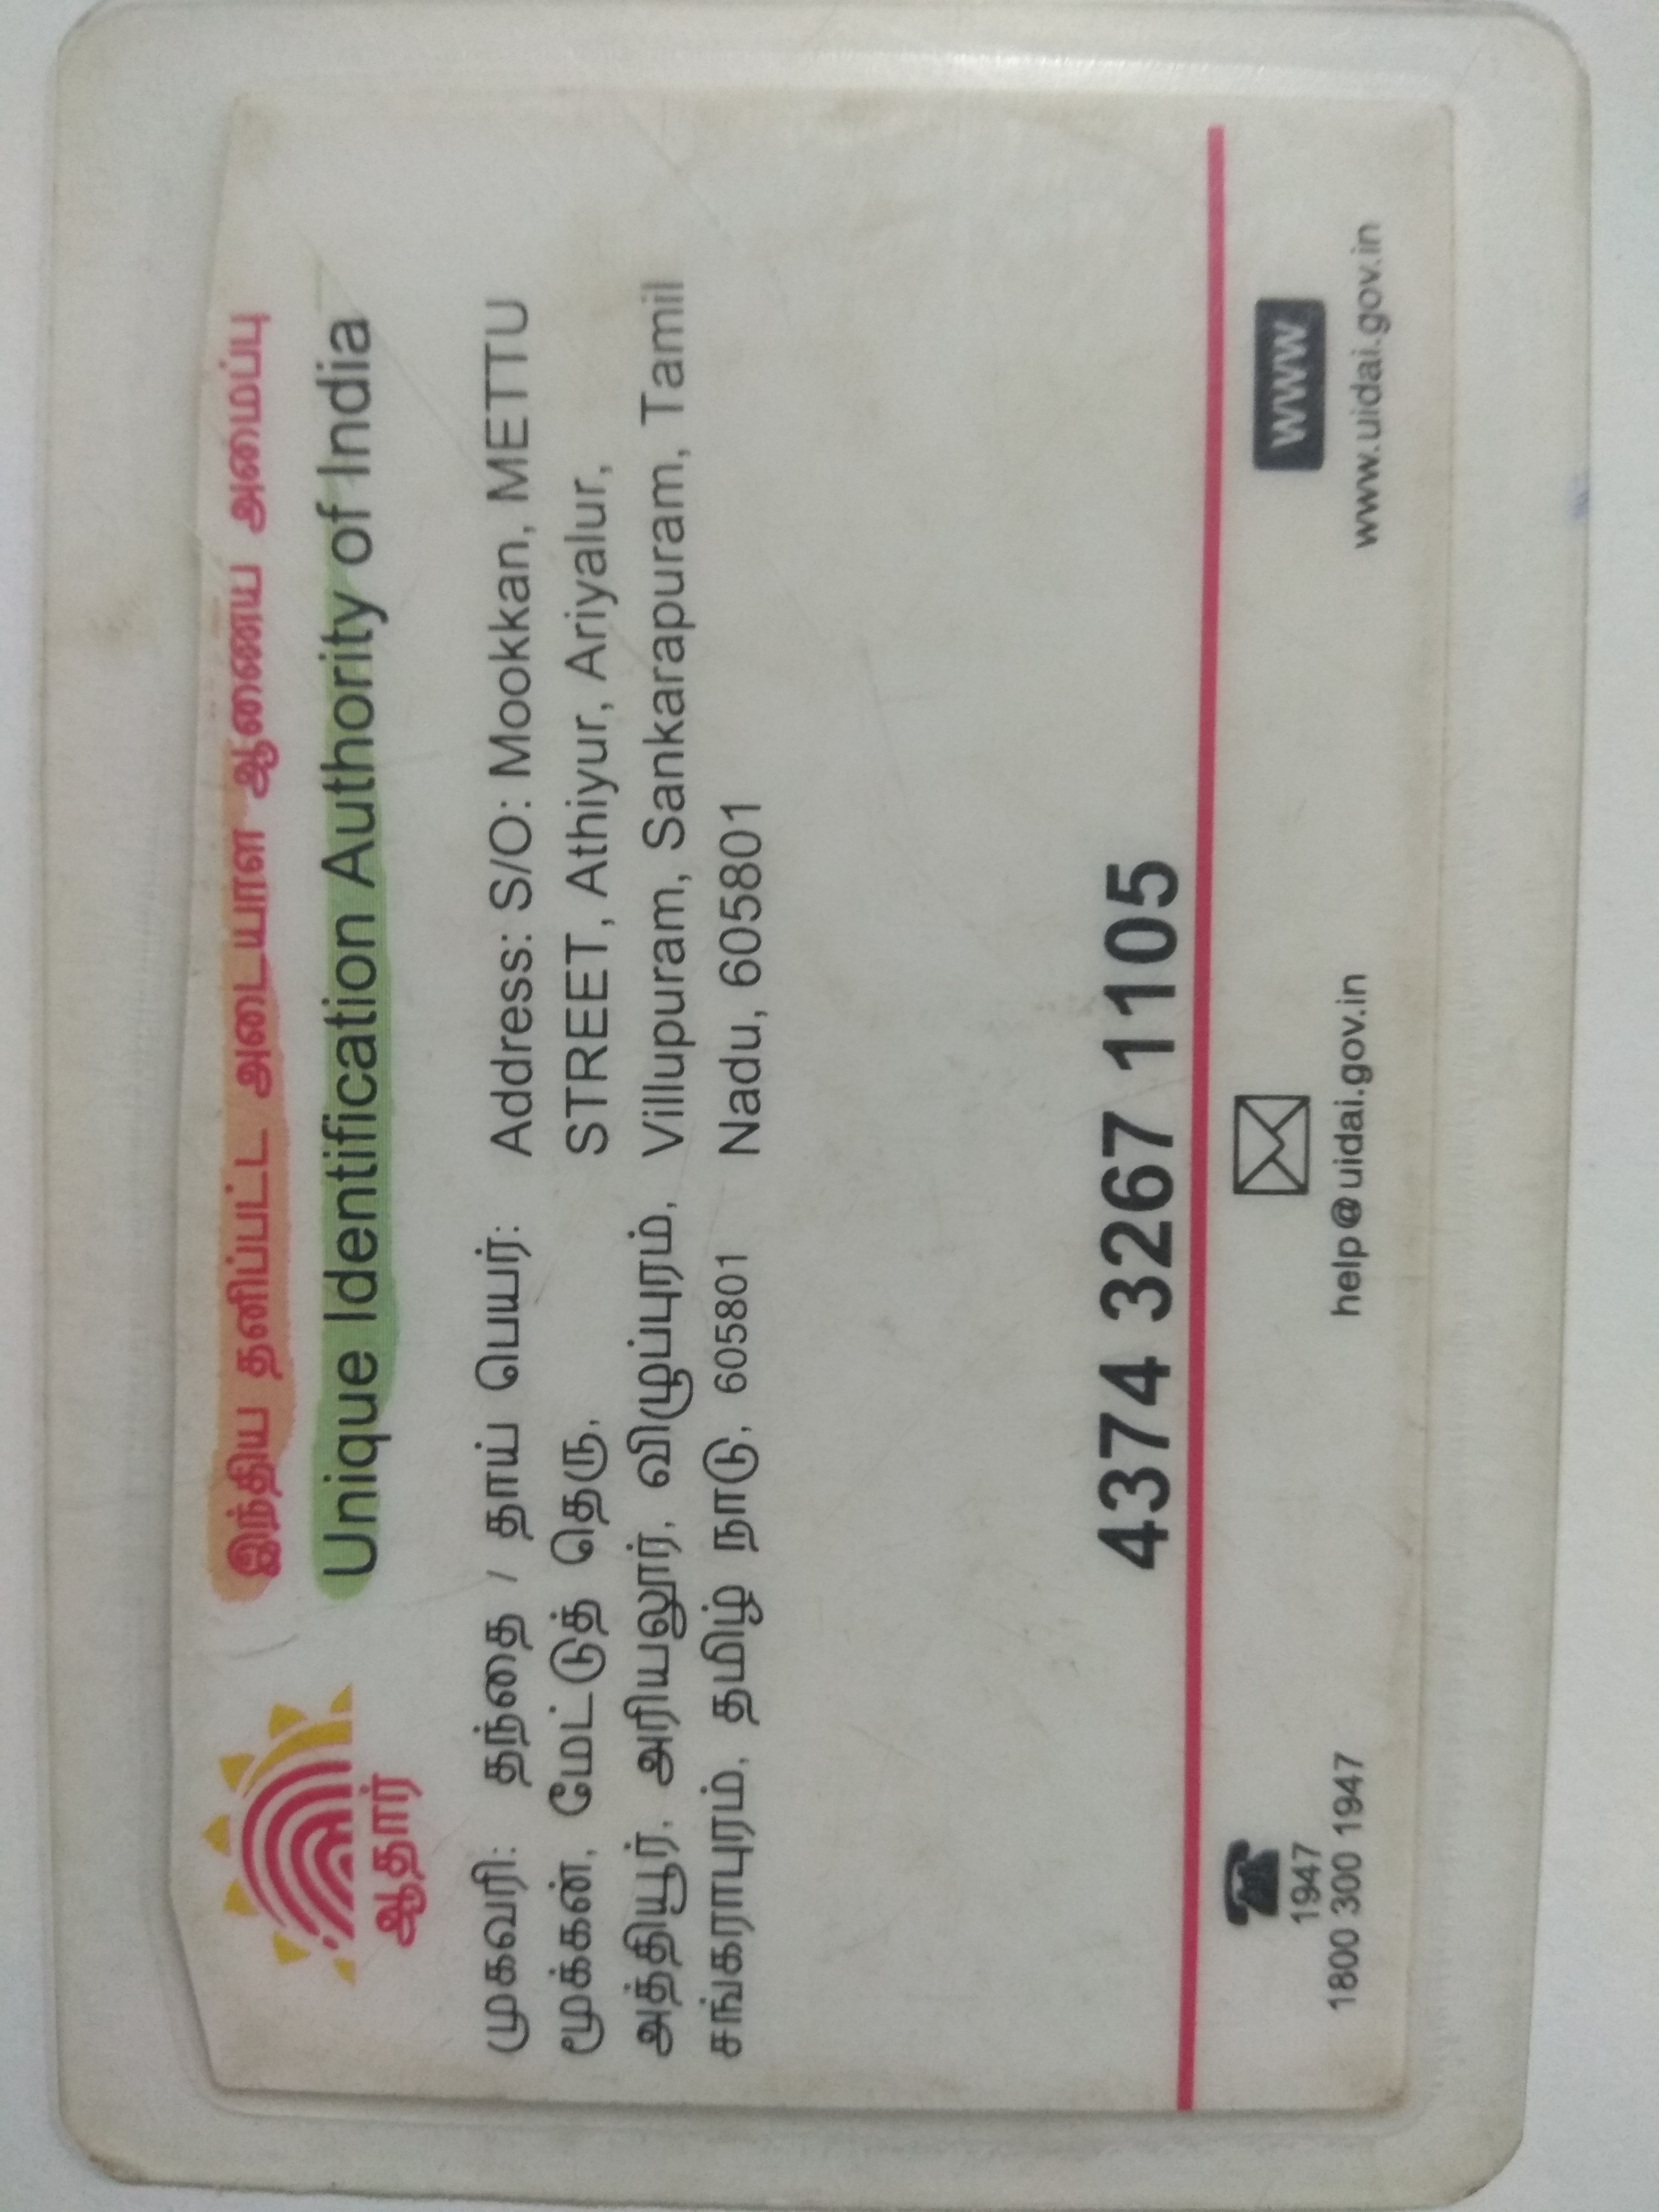 இந்திய தனிப்பட்ட அடையாள ஆணைய அமைப்பு
Unique Identification Authority of India
ஆதார்
முகவரி: தந்தை / தாய் பெயர்:
மூக்கன், மேட்டுத் தெரு,
அத்தியூர், அரியலூர், விழுப்புரம்,
சங்கராபுரம், தமிழ் நாடு, 605801
Address: S/O: Mookkan, METTU
STREET, Athiyur, Ariyalur,
Villupuram, Sankarapuram, Tamil
Nadu, 605801
4374 3267 1105
1947
1800 300 1947
help@uidai.gov.in
www
www.uidai.gov.in